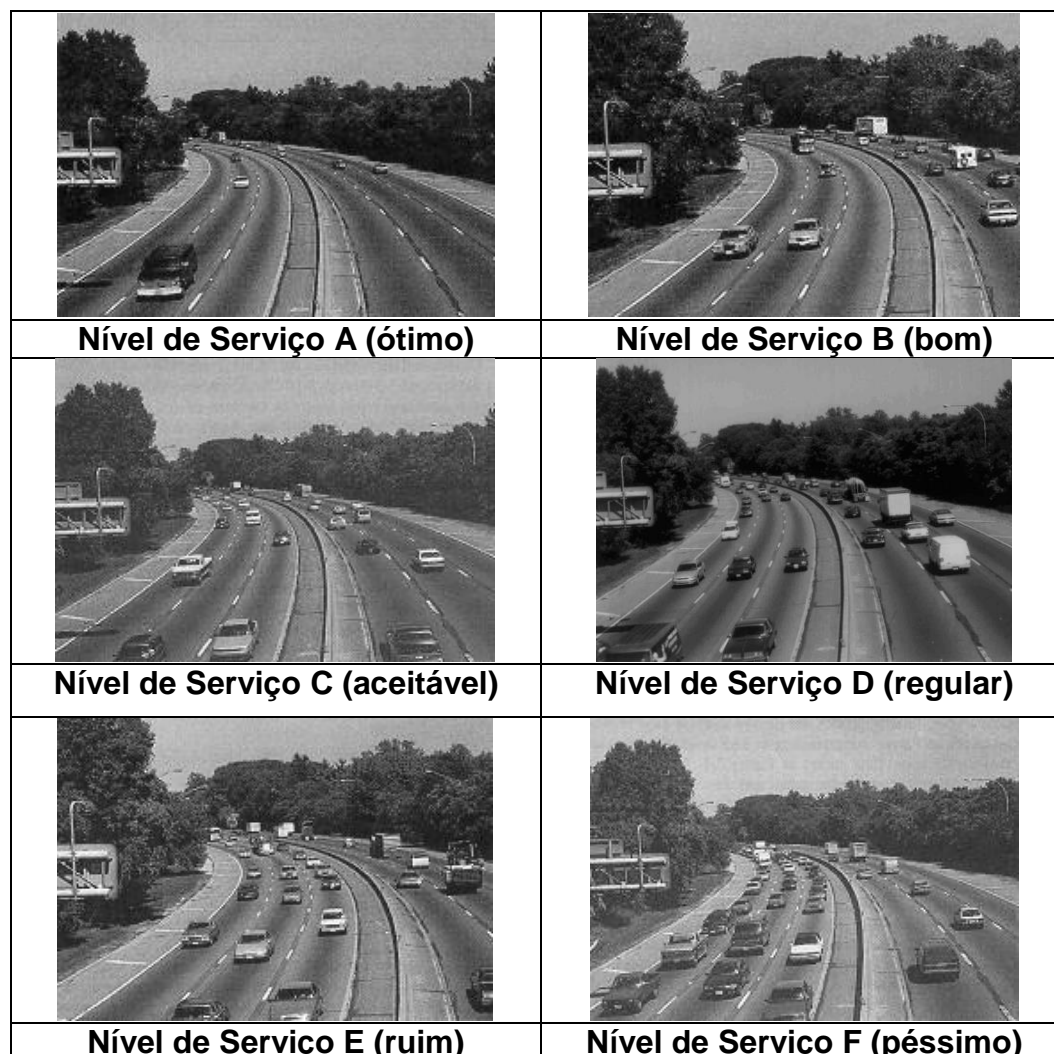 Nível de Serviço A (ótimo)
Nível de Serviço B (bom)
Nível de Serviço C (aceitável)
Nível de Serviço D (regular)
Nível de Serviço E (ruim)
Nível de Serviço F (péssimo)